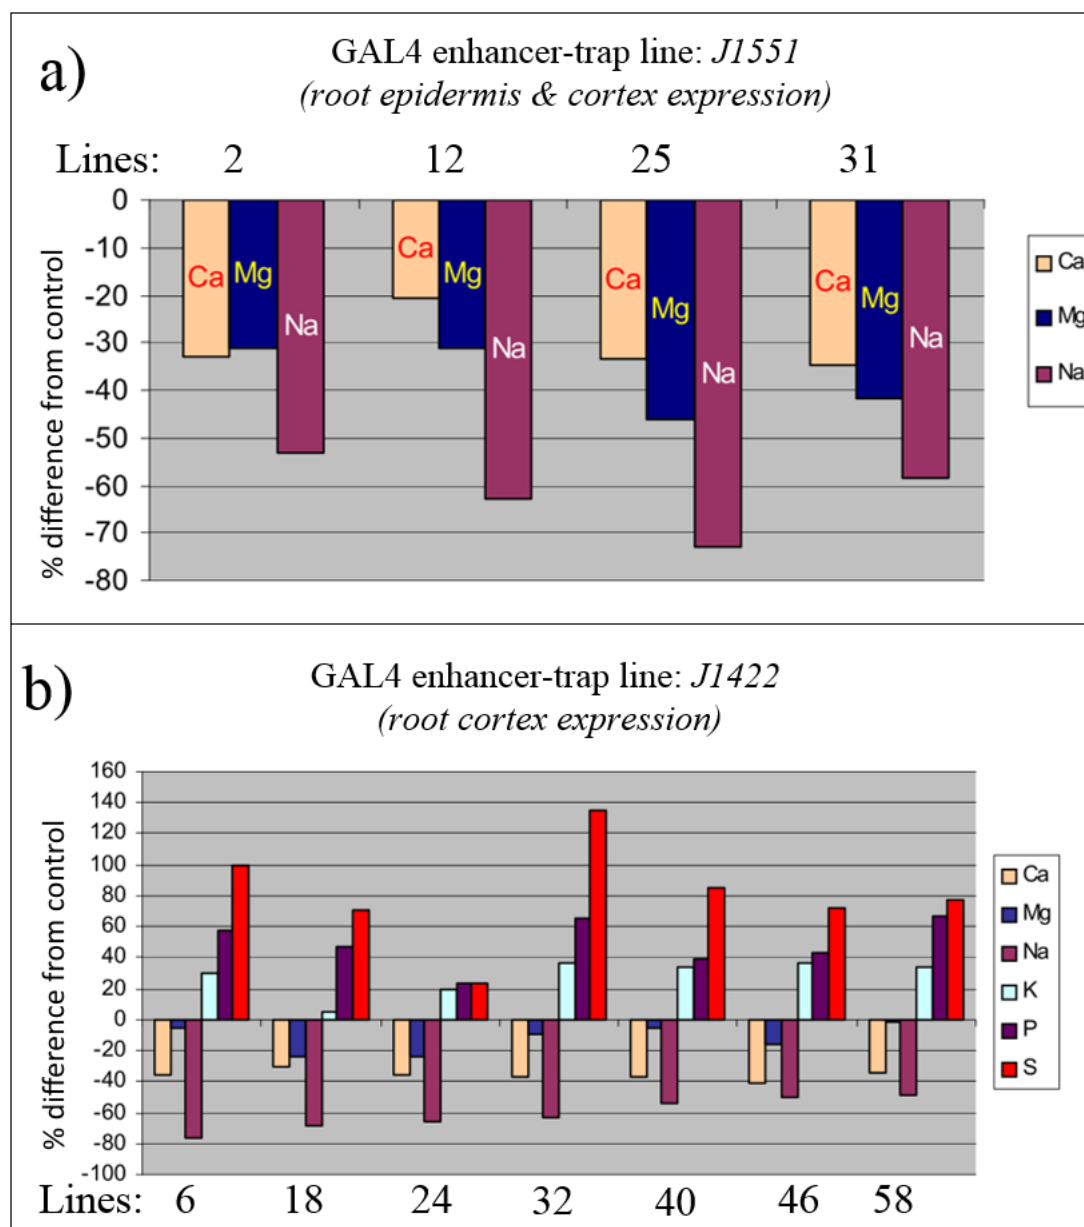 a)
GAL4 enhancer-trap line: J1551
(root epidermis & cortex expression)
Lines: 2 12 25 31
% difference from control
0
-10
-20
-30
-40
-50
-60
-70
-80
Ca Mg Na
Ca Mg Na
Ca Mg Na
Ca Mg Na
Ca
Mg
Na
b)
GAL4 enhancer-trap line: J1422
(root cortex expression)
% difference from control
160
140
120
100
80
60
40
20
0
-20
-40
-60
-80
-100
Ca
Mg
Na
K
P
S
Lines: 6 18 24 32 40 46 58